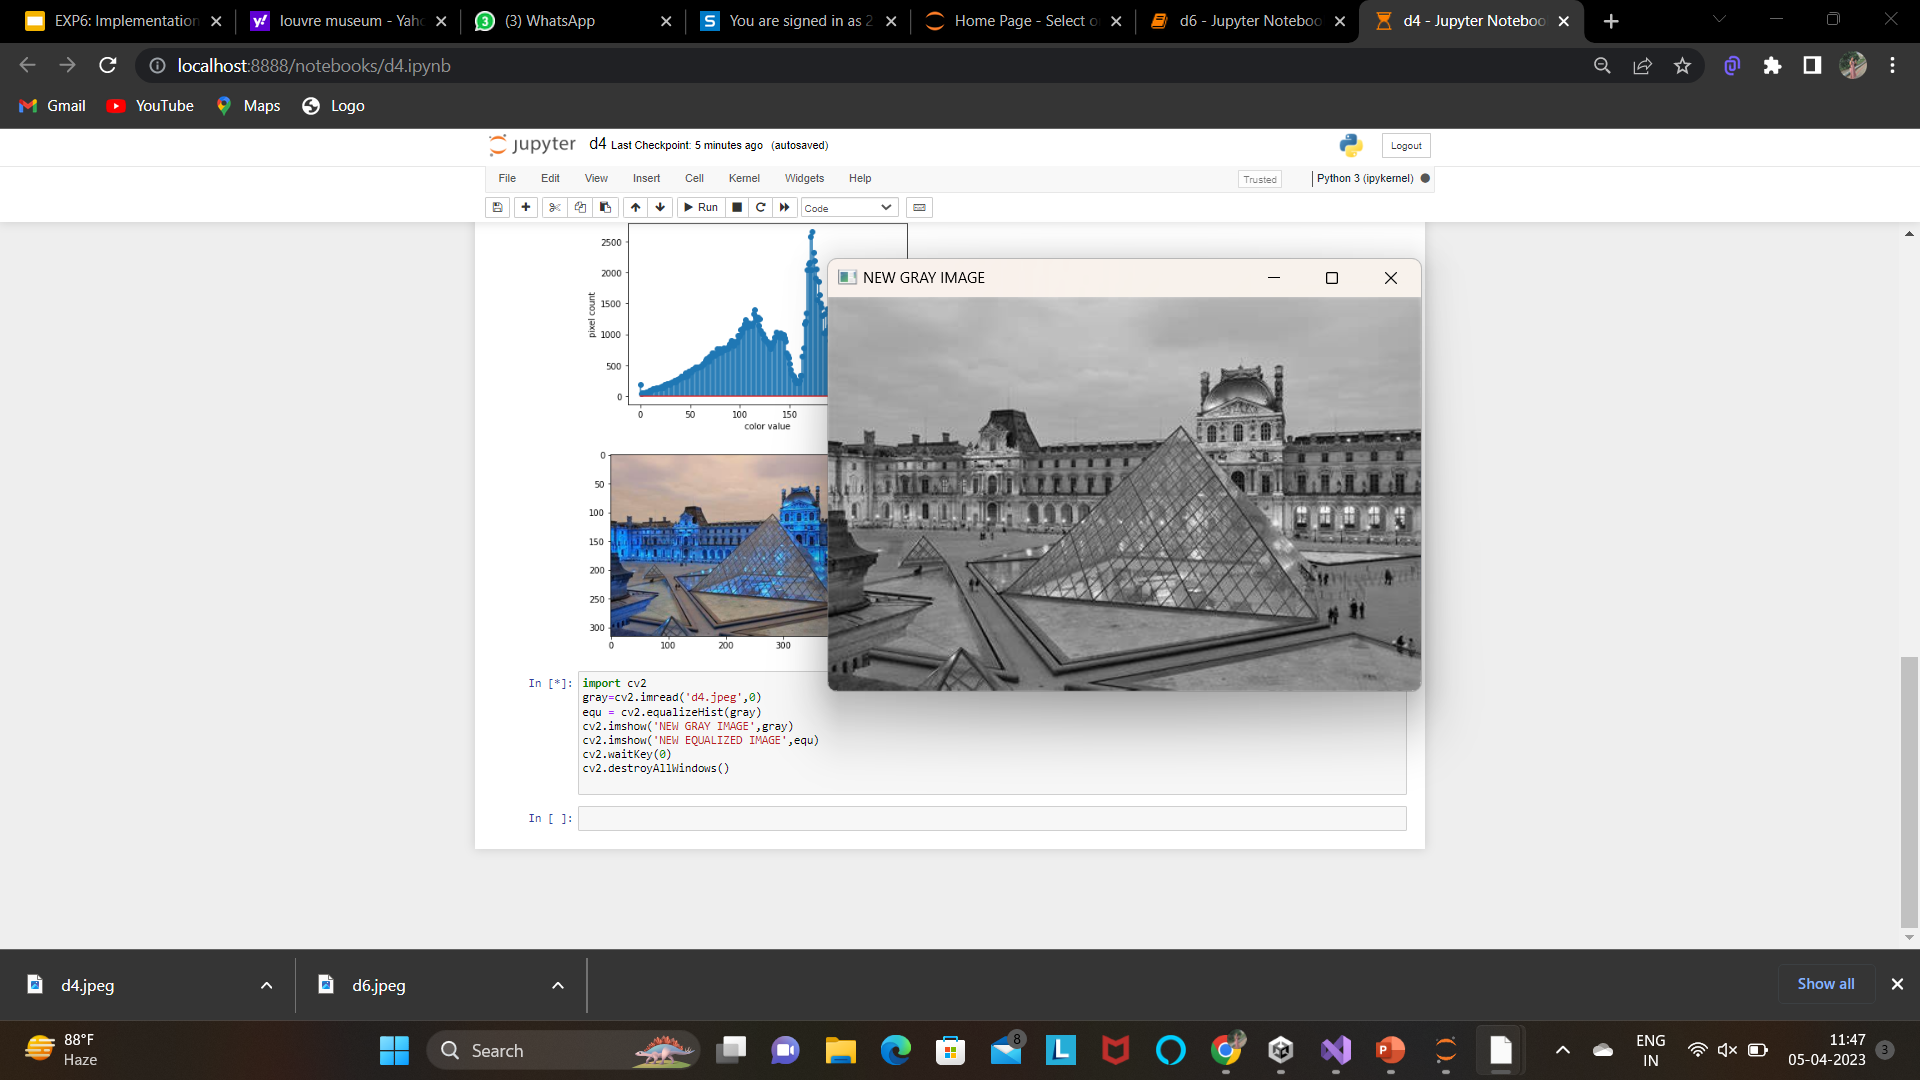 EXP6: Implementation
louvre museum - Yaho
(3) WhatsApp
You are signed in as 2
Home Page - Select o
d6 - Jupyter Noteboo
d4 - Jupyter Noteboo
localhost:8888/notebooks/d4.ipynb
Gmail
YouTube
Maps
Logo
jupyter d4 Last Checkpoint: 5 minutes ago (autosaved)
Logout
File Edit View Insert Cell Kernel Widgets Help
Trusted
Python 3 (ipykernel)
Run
Code
2500
2000
1500
1000
500
0
pixel count
0 50 100 150
color value
NEW GRAY IMAGE
0
50
100
150
200
250
300
0 100 200 300
In [*]:
import cv2
gray=cv2.imread('d4.jpeg',0)
equ = cv2.equalizeHist(gray)
cv2.imshow('NEW GRAY IMAGE',gray)
cv2.imshow('NEW EQUALIZED IMAGE',equ)
cv2.waitKey(0)
cv2.destroyAllWindows()
In [ ]:
d4.jpeg
d6.jpeg
Show all
88°F
Haze
Search
8
ENG
IN
11:47
05-04-2023
3